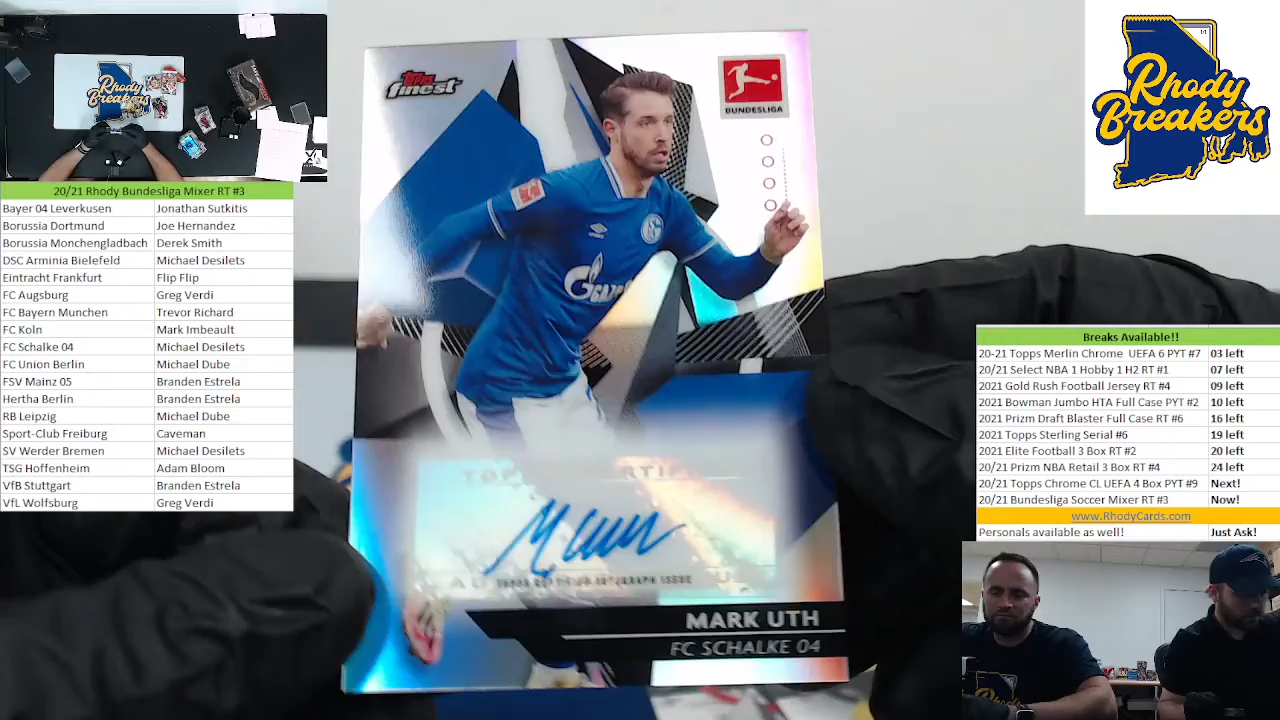 Rhody
Breakers
20/21 Rhody Bundesliga Mixer RT #3
Bayer 04 Leverkusen Jonathan Sutkitis
Borussia Dortmund Joe Hernandez
Borussia Monchengladbach Derek Smith
DSC Arminia Bielefeld Michael Desilets
Eintracht Frankfurt Flip Flip
FC Augsburg Greg Verdi
FC Bayern Munchen Trevor Richard
FC Koln Mark Imbeault
FC Schalke 04 Michael Desilets
FC Union Berlin Michael Dube
FSV Mainz 05 Branden Estrela
Hertha Berlin Branden Estrela
RB Leipzig Michael Dube
Sport-Club Freiburg Caveman
SV Werder Bremen Michael Desilets
TSG Hoffenheim Adam Bloom
VfB Stuttgart Branden Estrela
VfL Wolfsburg Greg Verdi
Topps
finest
BUNDESLIGA
GAZ
TOPPS CERTIFIED AUTOGRAPH ISSUE
MARK UTH
FC SCHALKE 04
Rhody
Breakers
Breaks Available!!
20-21 Topps Merlin Chrome UEFA 6 PYT #7 03 left
20/21 Select NBA 1 Hobby 1 H2 RT #1 07 left
2021 Gold Rush Football Jersey RT #4 09 left
2021 Bowman Jumbo HTA Full Case PYT #2 10 left
2021 Prizm Draft Blaster Full Case RT #6 16 left
2021 Topps Sterling Serial #6 19 left
2021 Elite Football 3 Box RT #2 20 left
20/21 Prizm NBA Retail 3 Box RT #4 24 left
20/21 Topps Chrome CL UEFA 4 Box PYT #9 Next!
20/21 Bundesliga Soccer Mixer RT #3 Now!
www.RhodyCards.com
Personals available as well! Just Ask!